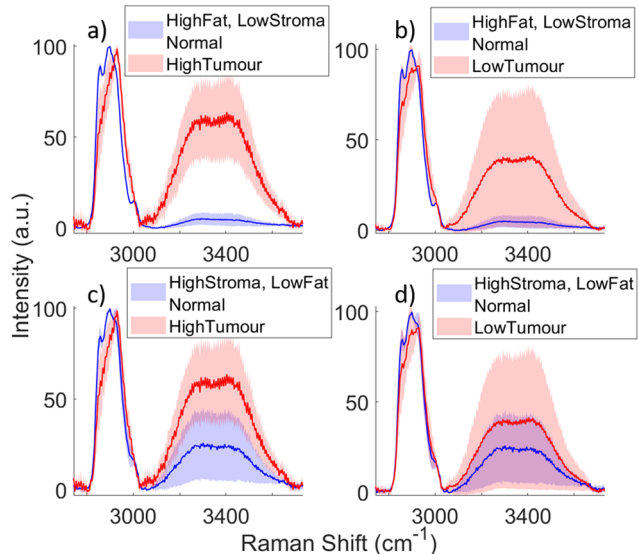 a)
HighFat, LowStroma
Normal
HighTumour
100
50
0
3000
3400
b)
HighFat, LowStroma
Normal
LowTumour
100
50
0
3000
3400
c)
HighStroma, LowFat
Normal
HighTumour
100
50
0
3000
3400
d)
HighStroma, LowFat
Normal
LowTumour
100
50
0
3000
3400
Intensity (a.u.)
Raman Shift (cm⁻¹)